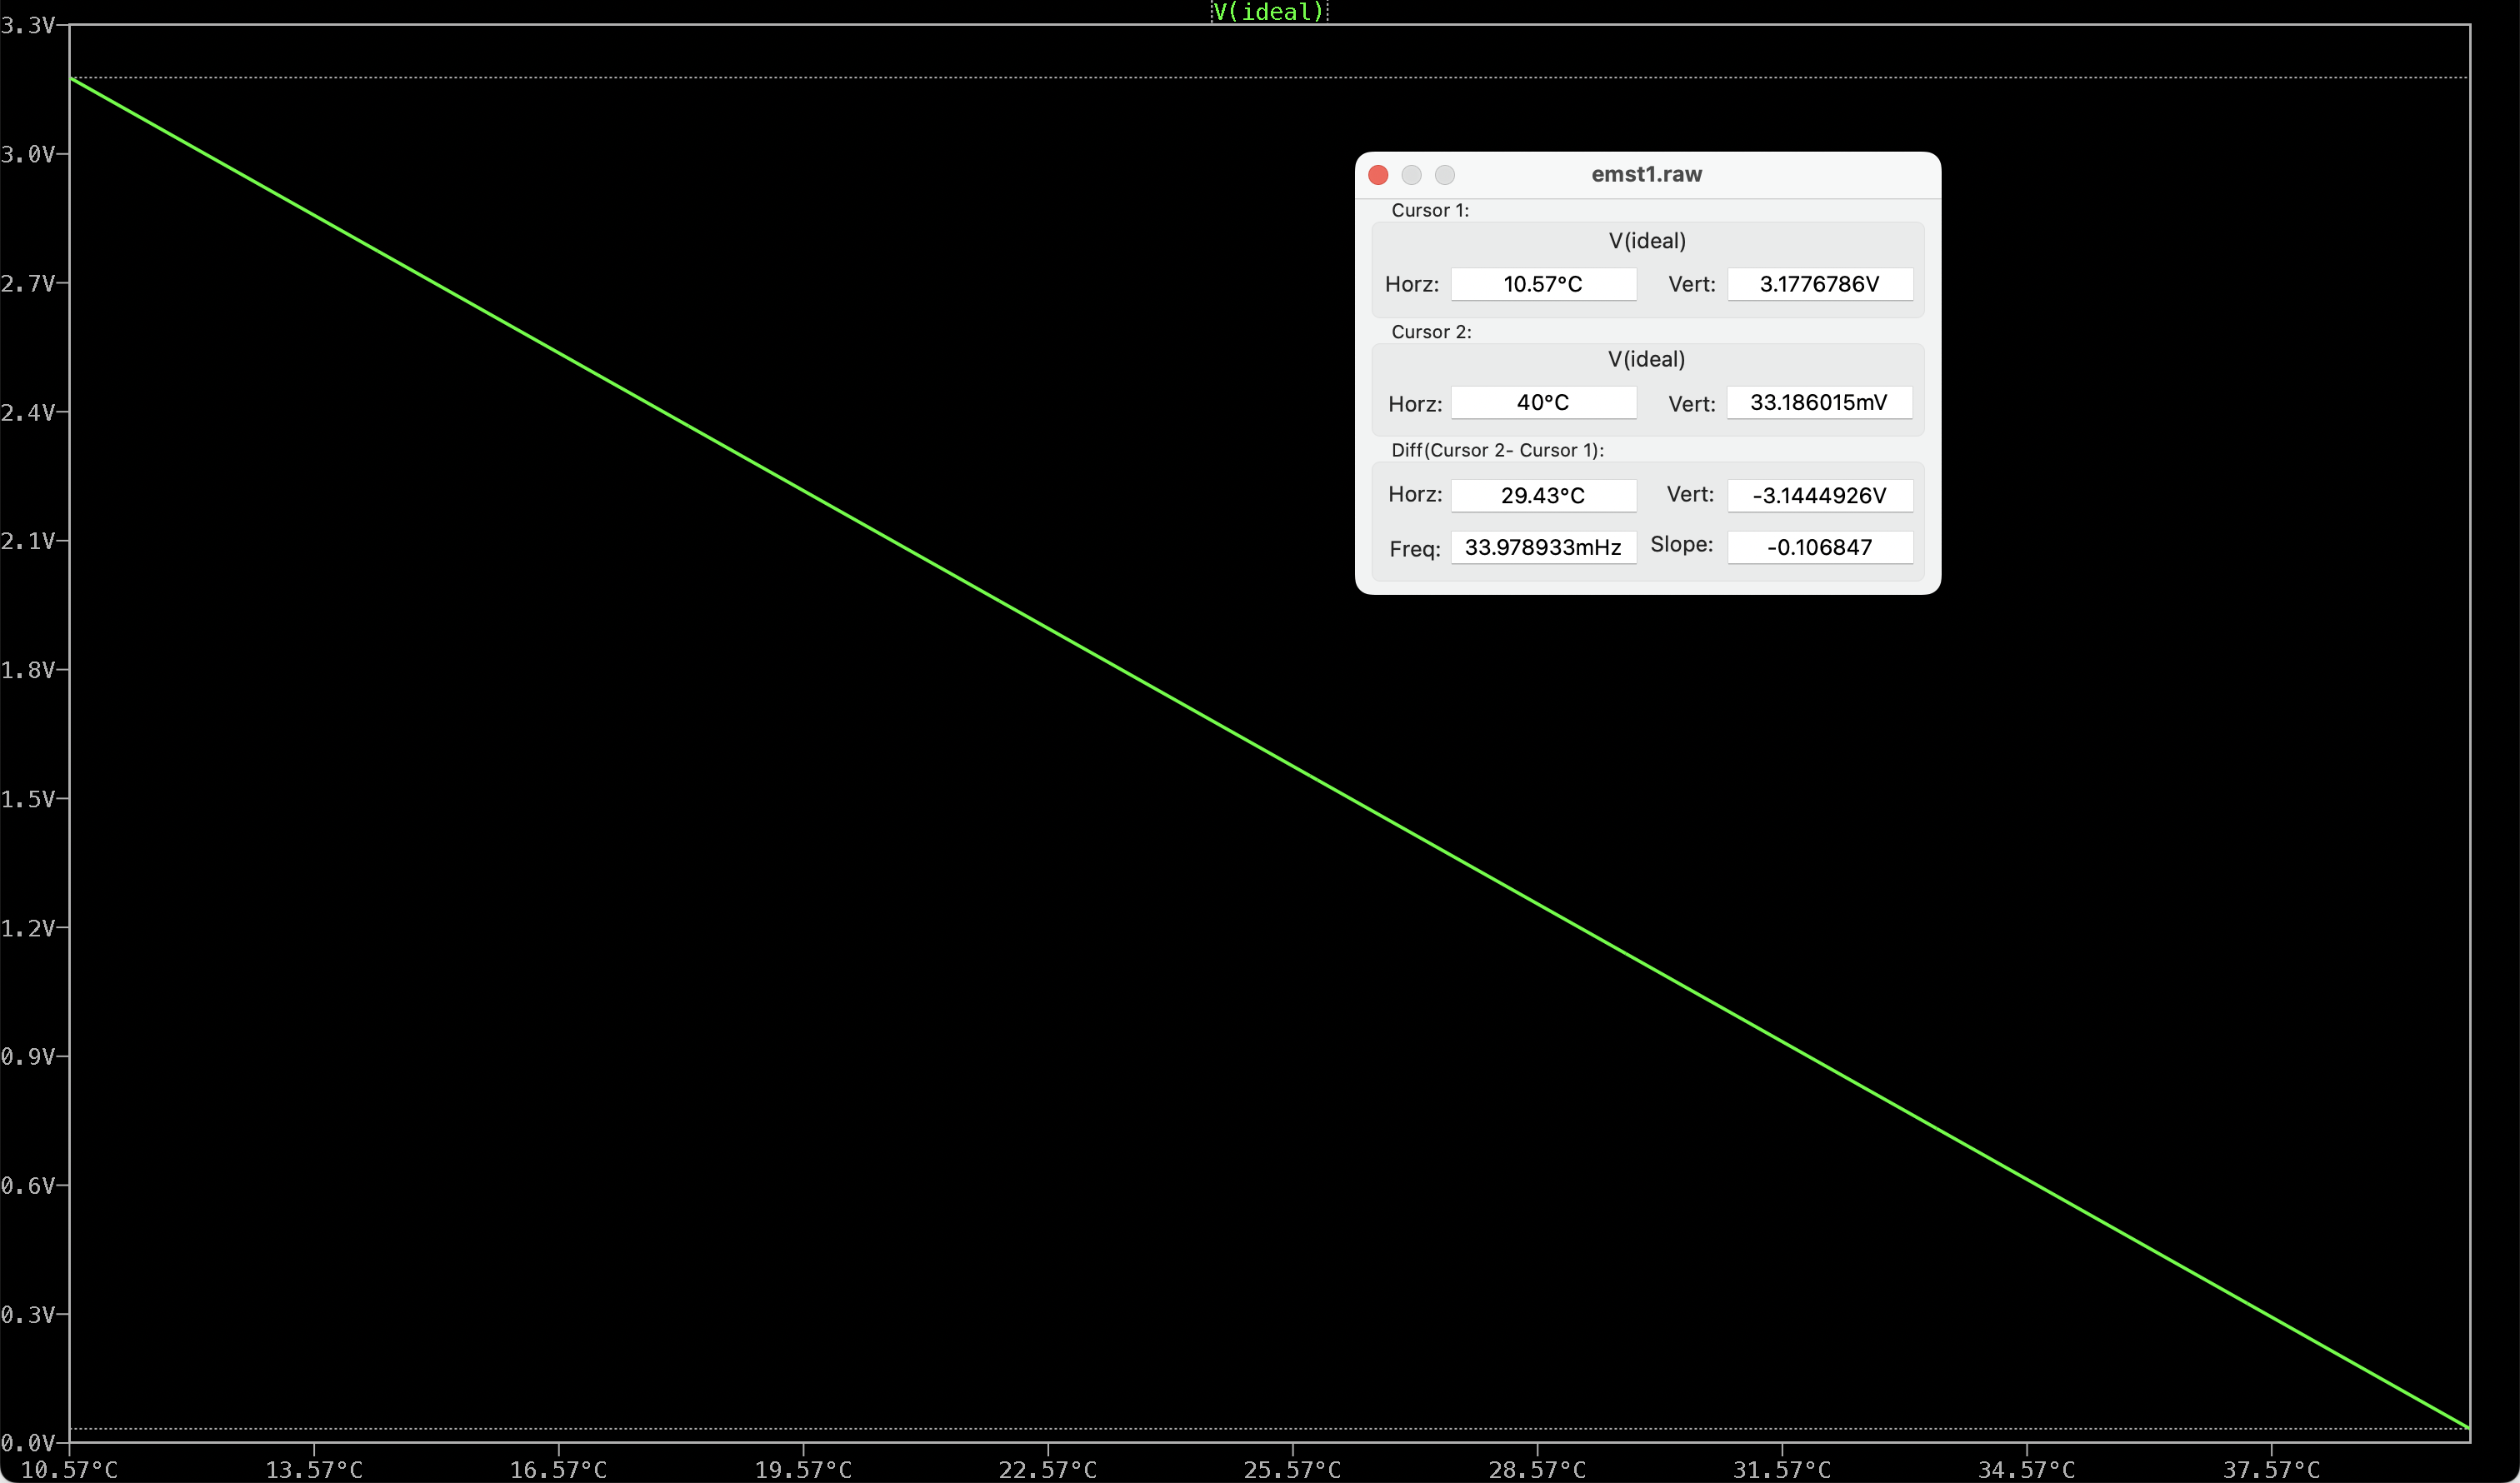 V(ideal)
3.3V
3.0V
2.7V
2.4V
2.1V
1.8V
1.5V
1.2V
0.9V
0.6V
0.3V
0.0V
emst1.raw
Cursor 1:
V(ideal)
Horz: 10.57°C Vert: 3.1776786V
Cursor 2:
V(ideal)
Horz: 40°C Vert: 33.186015mV
Diff(Cursor 2- Cursor 1):
Horz: 29.43°C Vert: -3.1444926V
Freq: 33.978933mHz Slope: -0.106847
10.57°C 13.57°C 16.57°C 19.57°C 22.57°C 25.57°C 28.57°C 31.57°C 34.57°C 37.57°C